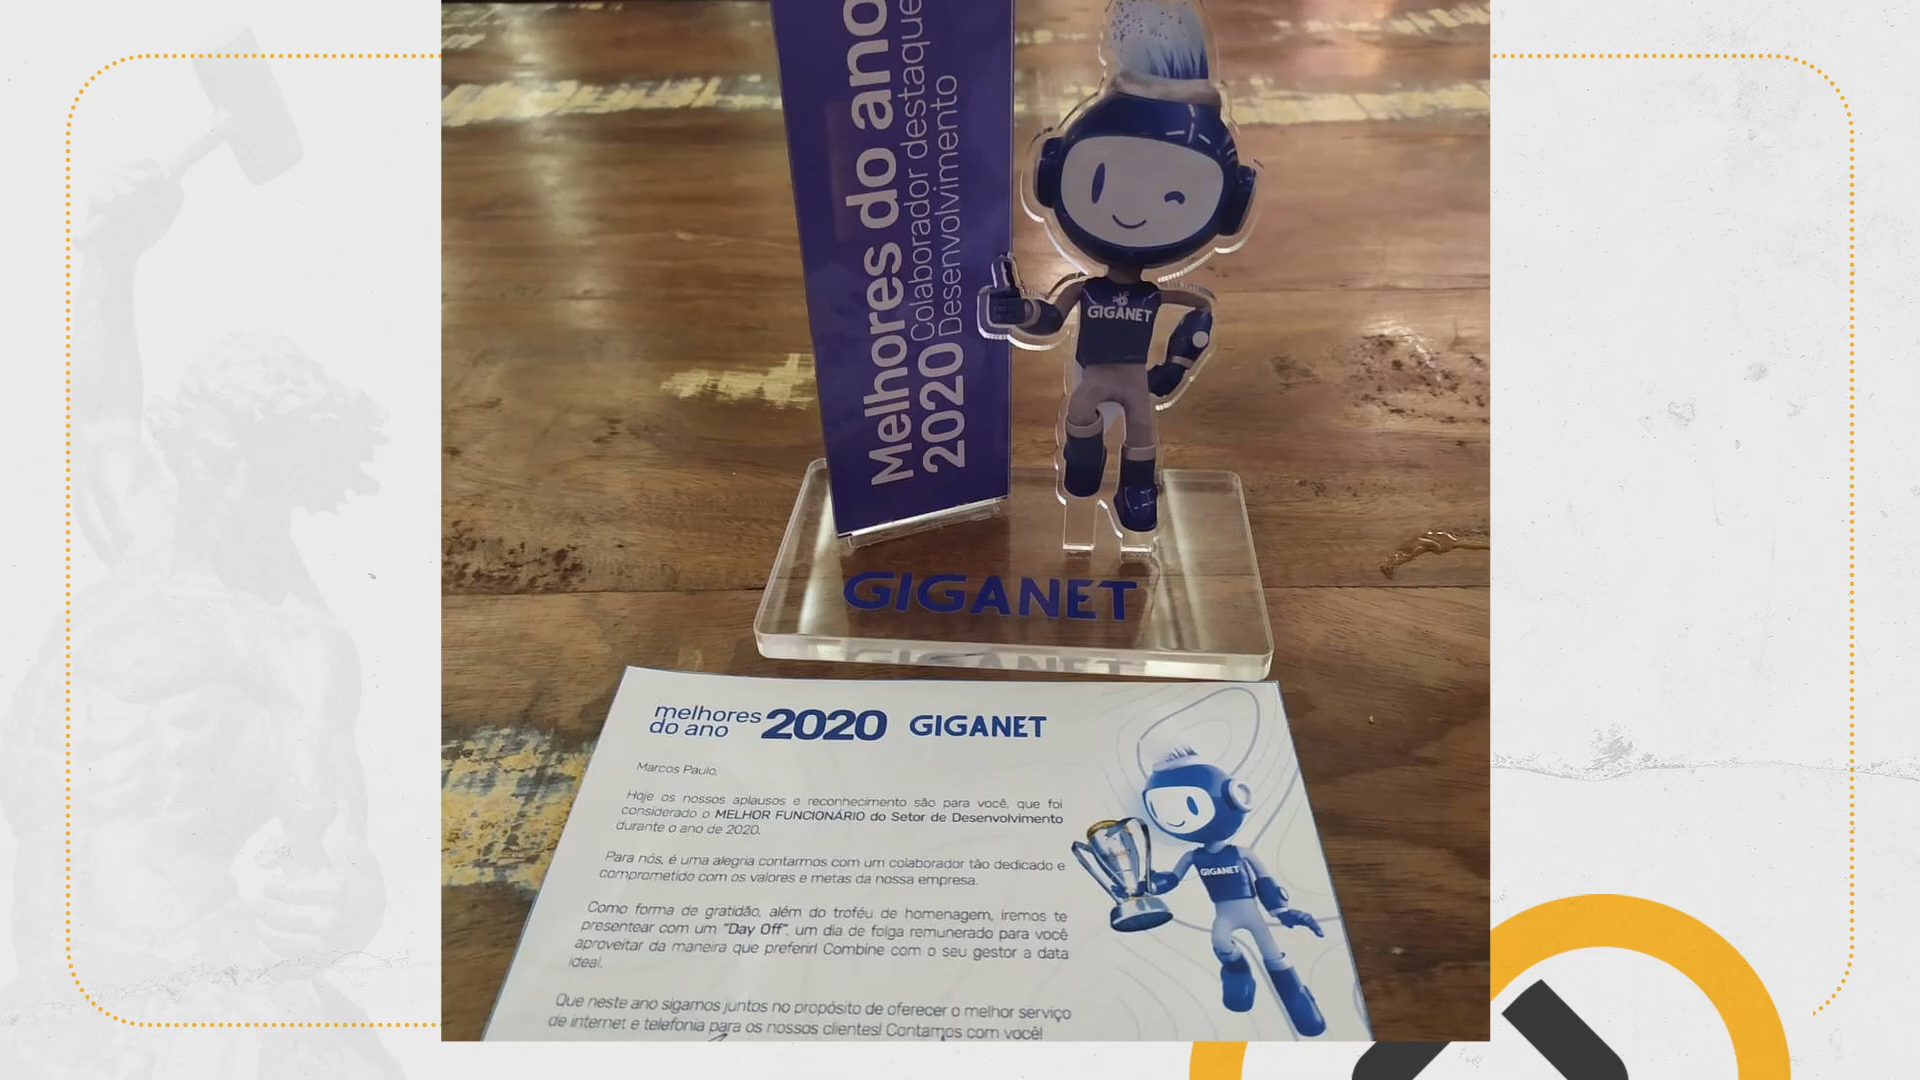 Melhores do ano
2020 Colaborador destaque
Desenvolvimento
GIGANET
GIGANET
melhores
do ano 2020 GIGANET
Marcos Paulo,
Hoje os nossos aplausos e reconhecimento são para você, que foi
considerado o MELHOR FUNCIONÁRIO do Setor de Desenvolvimento
durante o ano de 2020.
Para nós, é uma alegria contarmos com um colaborador tão dedicado e
comprometido com os valores e metas da nossa empresa.
Como forma de gratidão, além do troféu de homenagem, iremos te
presentear com um "Day Off", um dia de folga remunerado para você
aproveitar da maneira que preferir! Combine com o seu gestor a data
ideal.
Que neste ano sigamos juntos no propósito de oferecer o melhor serviço
de internet e telefonia para os nossos clientes! Contamos com você!
GIGANET